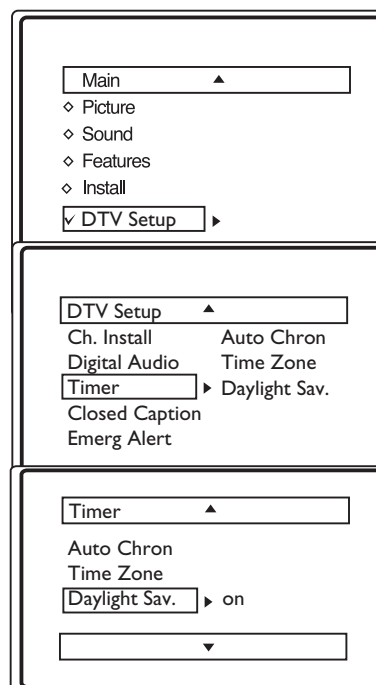 Main
Picture
Sound
Features
Install
DTV Setup
DTV Setup
Ch. Install Auto Chron
Digital Audio Time Zone
Timer Daylight Sav.
Closed Caption
Emerg Alert
Timer
Auto Chron
Time Zone
Daylight Sav. on